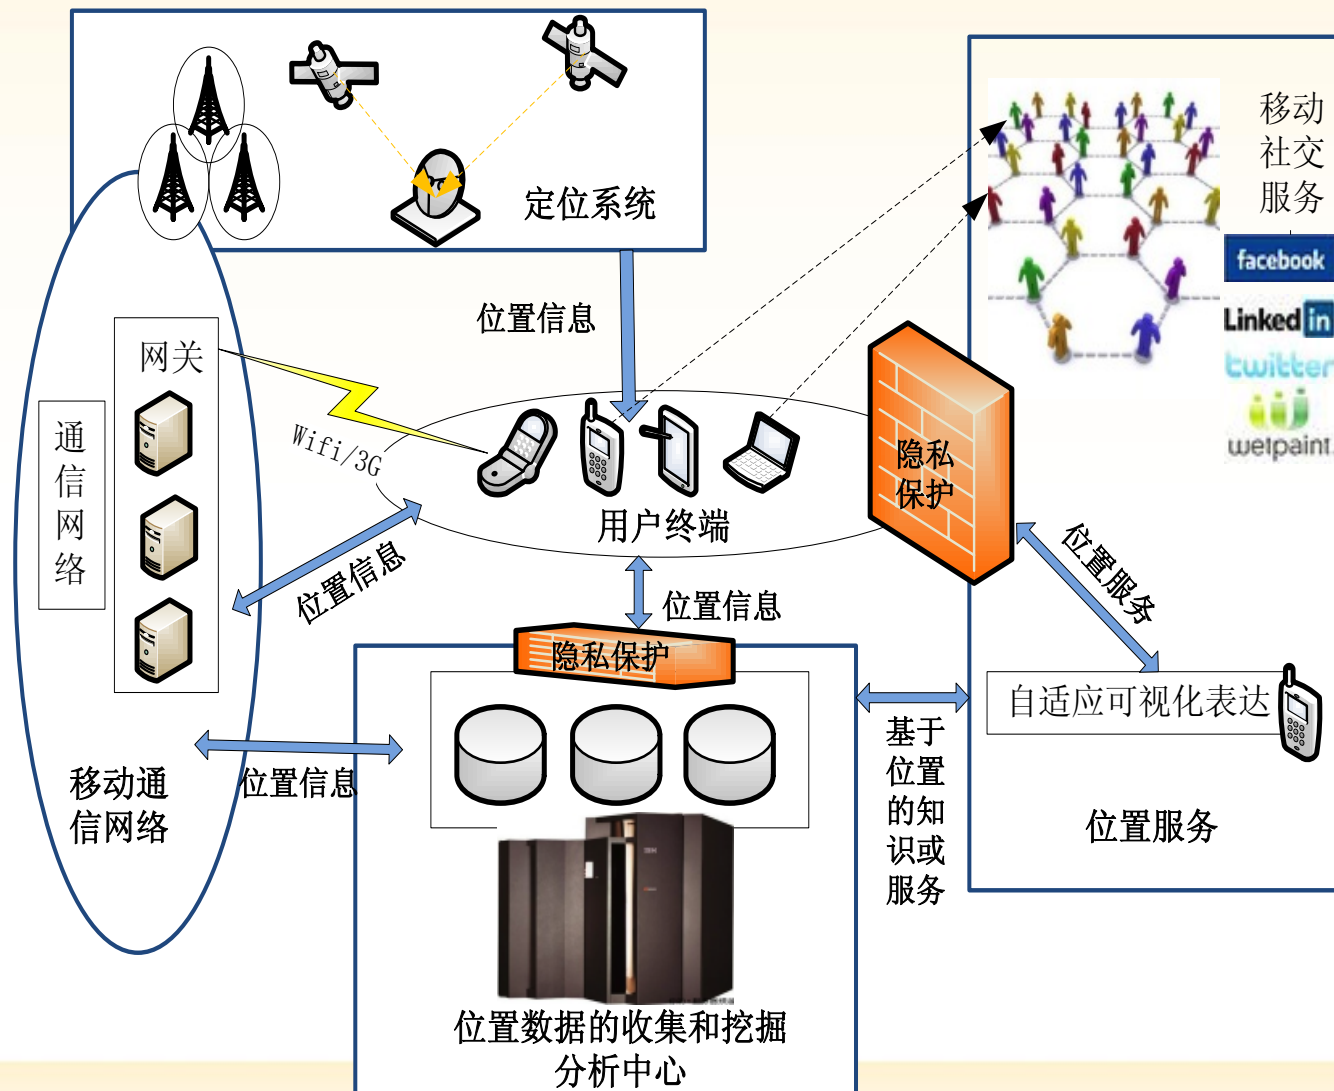 定位系统
位置信息
移动
社交
服务
facebook
Linked in
twitter
wetpaint
网关
通
信
网
络
Wifi/3G
用户终端
隐私
保护
位置信息
位置信息
位置服务
隐私保护
自适应可视化表达
位置信息
移动通
信网络
基于
位置
的知
识或
服务
位置服务
IBM
位置数据的收集和挖掘
分析中心